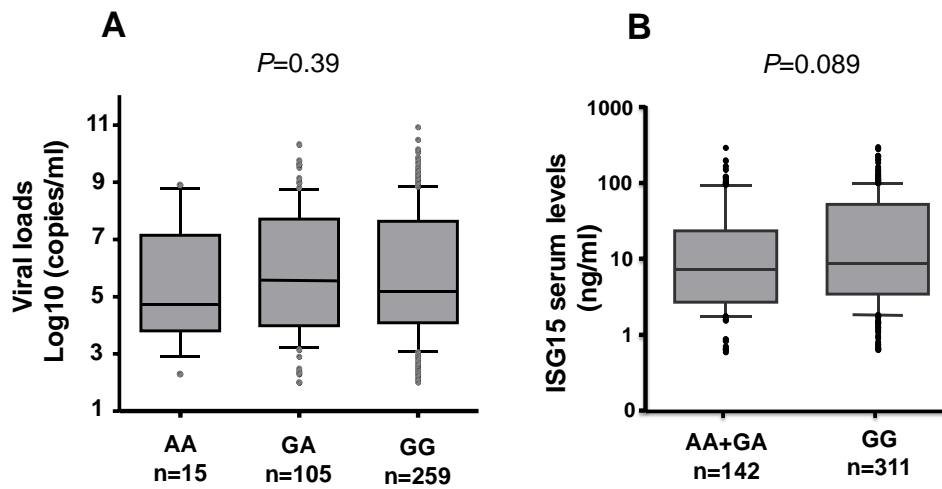 A
P=0.39
Viral loads
Log10 (copies/ml)
11
9
7
5
3
1
AA
n=15
GA
n=105
GG
n=259
B
P=0.089
ISG15 serum levels
(ng/ml)
1000
100
10
1
0
AA+GA
n=142
GG
n=311